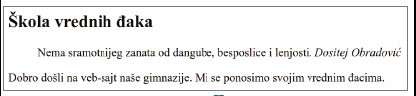 Škola vrednih đaka
Nema sramotnijeg zanata od dangube, besposlice i lenjosti. Dositej Obradović
Dobro došli na veb-sajt naše gimnazije. Mi se ponosimo svojim vrednim đacima.